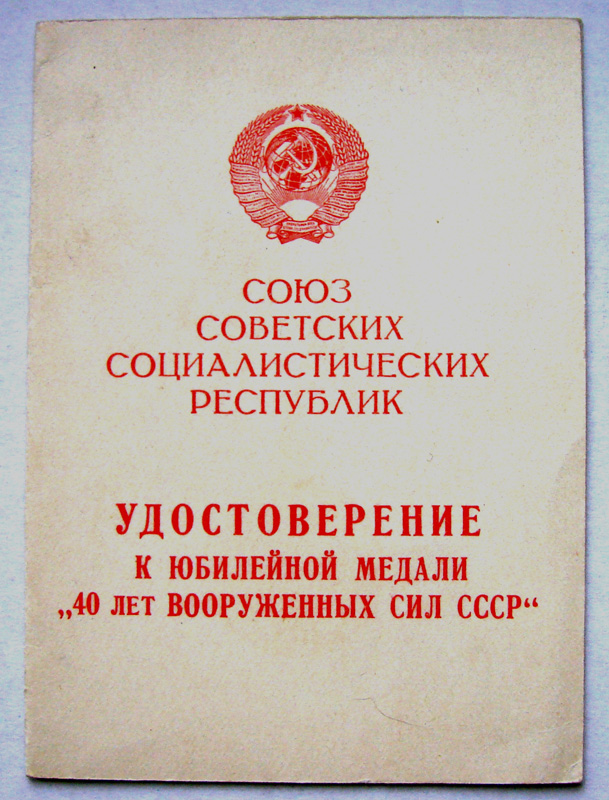 СОЮЗ
СОВЕТСКИХ
СОЦИАЛИСТИЧЕСКИХ
РЕСПУБЛИК
УДОСТОВЕРЕНИЕ
К ЮБИЛЕЙНОЙ МЕДАЛИ
„40 ЛЕТ ВООРУЖЕННЫХ СИЛ СССР“